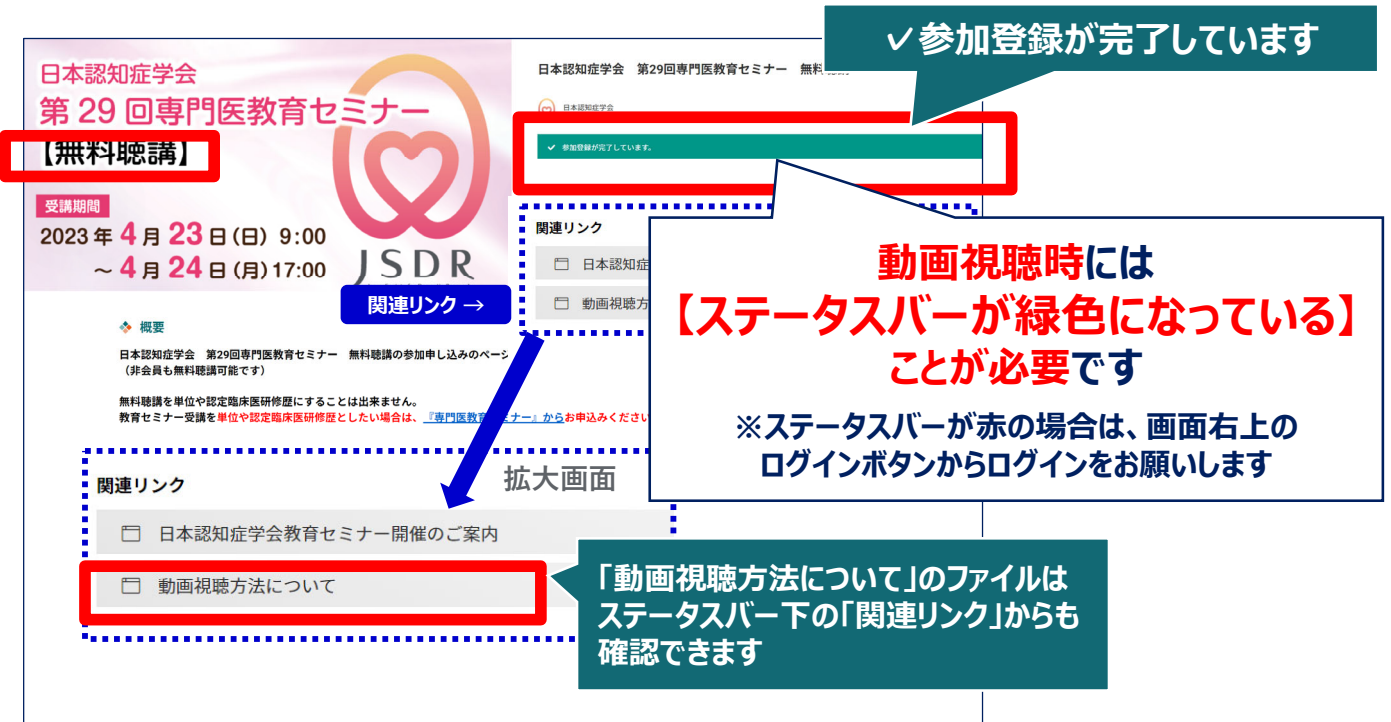 ✓参加登録が完了しています
日本認知症学会
第 29 回専門医教育セミナー
【無料聴講】
受講期間
2023 年 4 月 23 日 (日) 9:00
～ 4 月 24 日 (月) 17:00
JSDR
日本認知症学会 第29回専門医教育セミナー 無料
日本認知症学会
✓ 参加登録が完了しています。
関連リンク
日本認知症
動画視聴方
関連リンク →
動画視聴時には
【ステータスバーが緑色になっている】
ことが必要です
※ステータスバーが赤の場合は、画面右上の
ログインボタンからログインをお願いします
❖ 概要
日本認知症学会 第29回専門医教育セミナー 無料聴講の参加申し込みのペー
（非会員も無料聴講可能です）
無料聴講を単位や認定臨床医研修歴にすることは出来ません。
教育セミナー受講を単位や認定臨床医研修歴としたい場合は、『専門医教育セミナー』からお申込みください
拡大画面
関連リンク
日本認知症学会教育セミナー開催のご案内
動画視聴方法について
「動画視聴方法について」のファイルは
ステータスバー下の「関連リンク」からも
確認できます